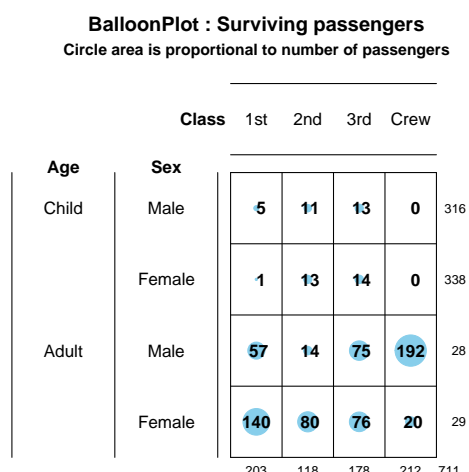 BalloonPlot : Surviving passengers
Circle area is proportional to number of passengers
Class 1st 2nd 3rd Crew
Age Sex
Child Male 5 11 13 0 316
Female 1 13 14 0 338
Adult Male 57 14 75 192 28
Female 140 80 76 20 29
203 118 178 212 711